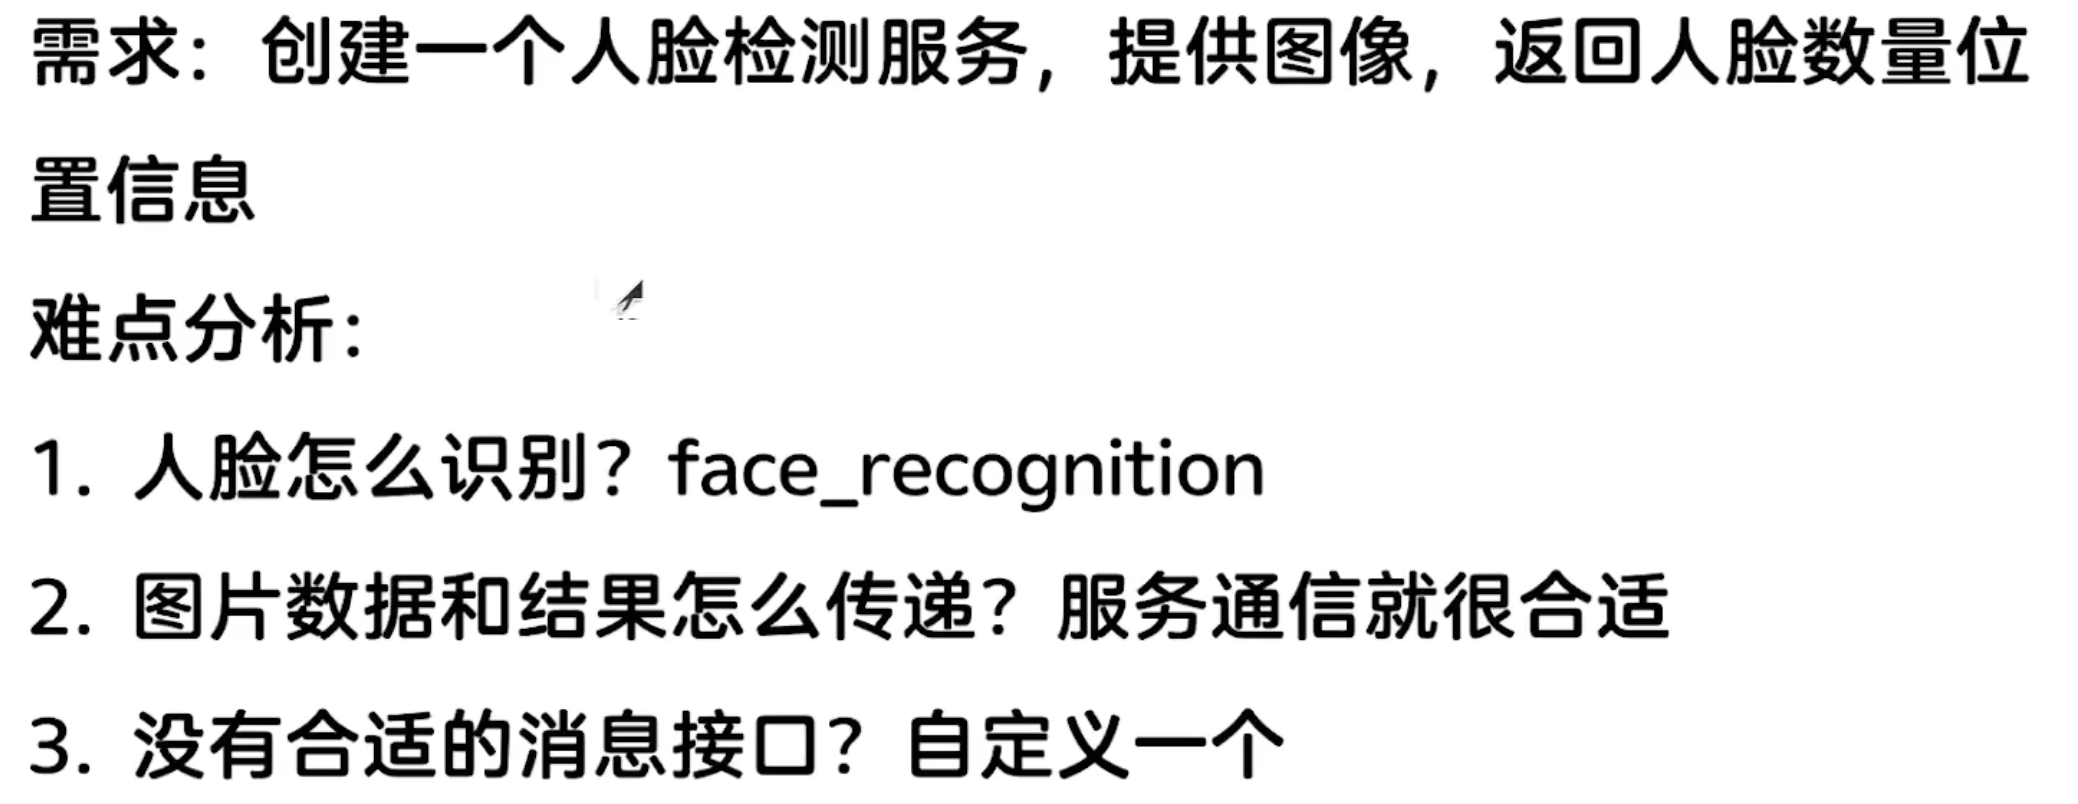 需求：创建一个人脸检测服务，提供图像，返回人脸数量位
置信息
难点分析：
1. 人脸怎么识别？face_recognition
2. 图片数据和结果怎么传递？服务通信就很合适
3. 没有合适的消息接口？自定义一个